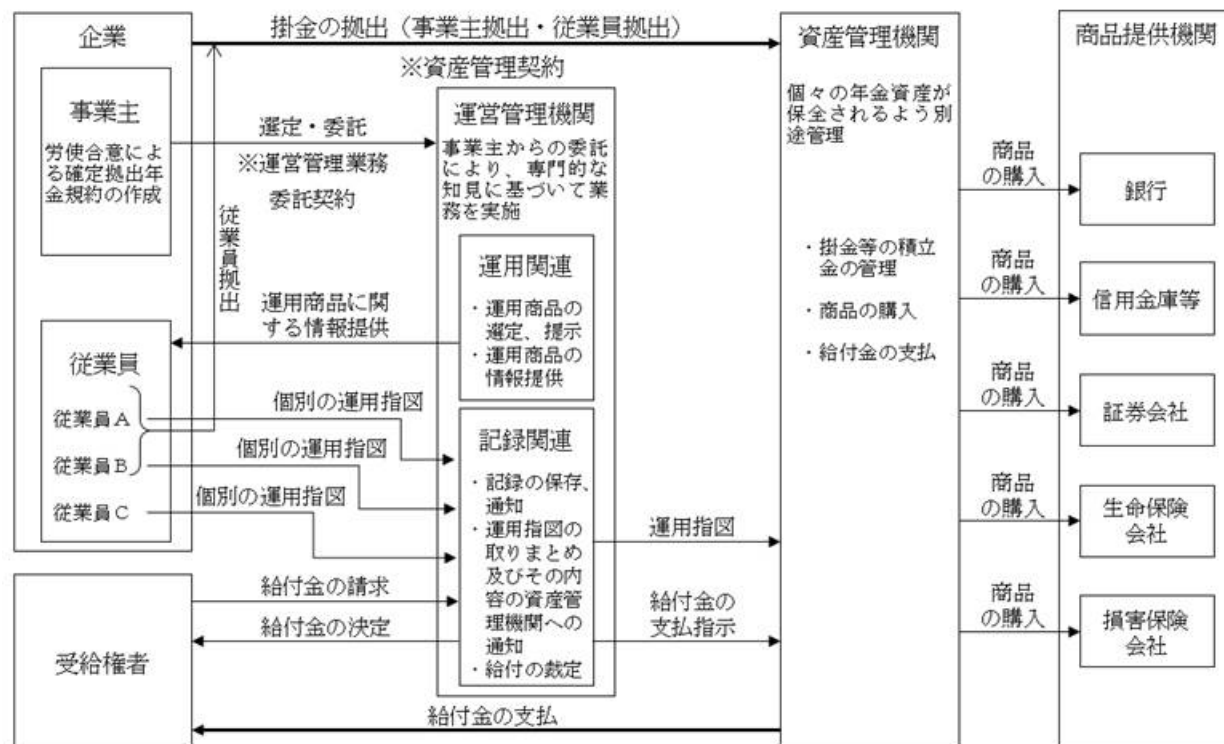 企業
掛金の拠出（事業主拠出・従業員拠出）
※資産管理契約
事業主
労使合意によ
る確定拠出年
金規約の作成
選定・委託
※運営管理業務
委託契約
従業員拠出
運営管理機関
事業主からの委託
により、専門的な
知見に基づいて業
務を実施
運用関連
・運用商品の
選定、提示
・運用商品の
情報提供
運用商品に関
する情報提供
従業員
従業員A
従業員B
従業員C
個別の運用指図
個別の運用指図
個別の運用指図
記録関連
・記録の保存、
通知
・運用指図の
取りまとめ
及びその内
容の資産管
理機関への
通知
・給付の裁定
運用指図
給付金の
支払指示
受給権者
給付金の請求
給付金の決定
給付金の支払
資産管理機関
個々の年金資産が
保全されるよう別
途管理
・掛金等の積立
金の管理
・商品の購入
・給付金の支払
商品
の購入
商品
の購入
商品
の購入
商品
の購入
商品
の購入
商品提供機関
銀行
信用金庫等
証券会社
生命保険
会社
損害保険
会社